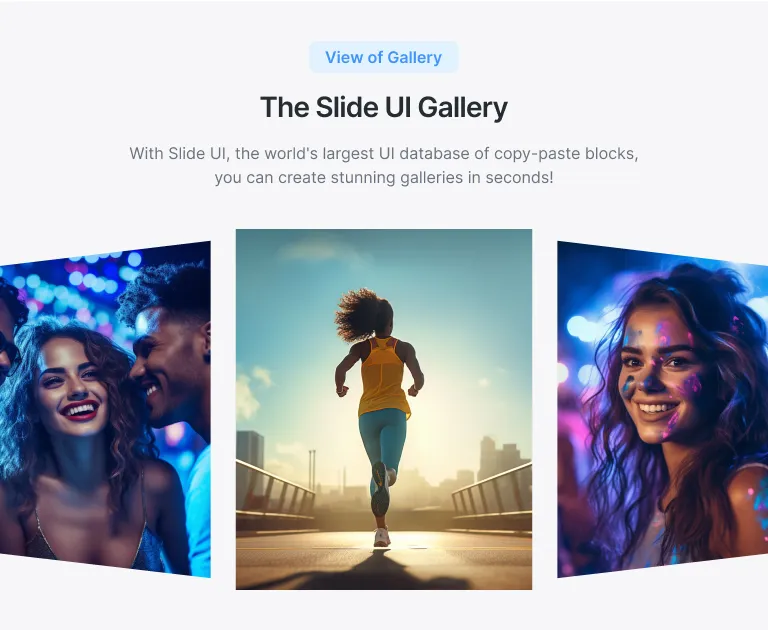 View of Gallery
The Slide UI Gallery
With Slide UI, the world's largest UI database of copy-paste blocks,
you can create stunning galleries in seconds!